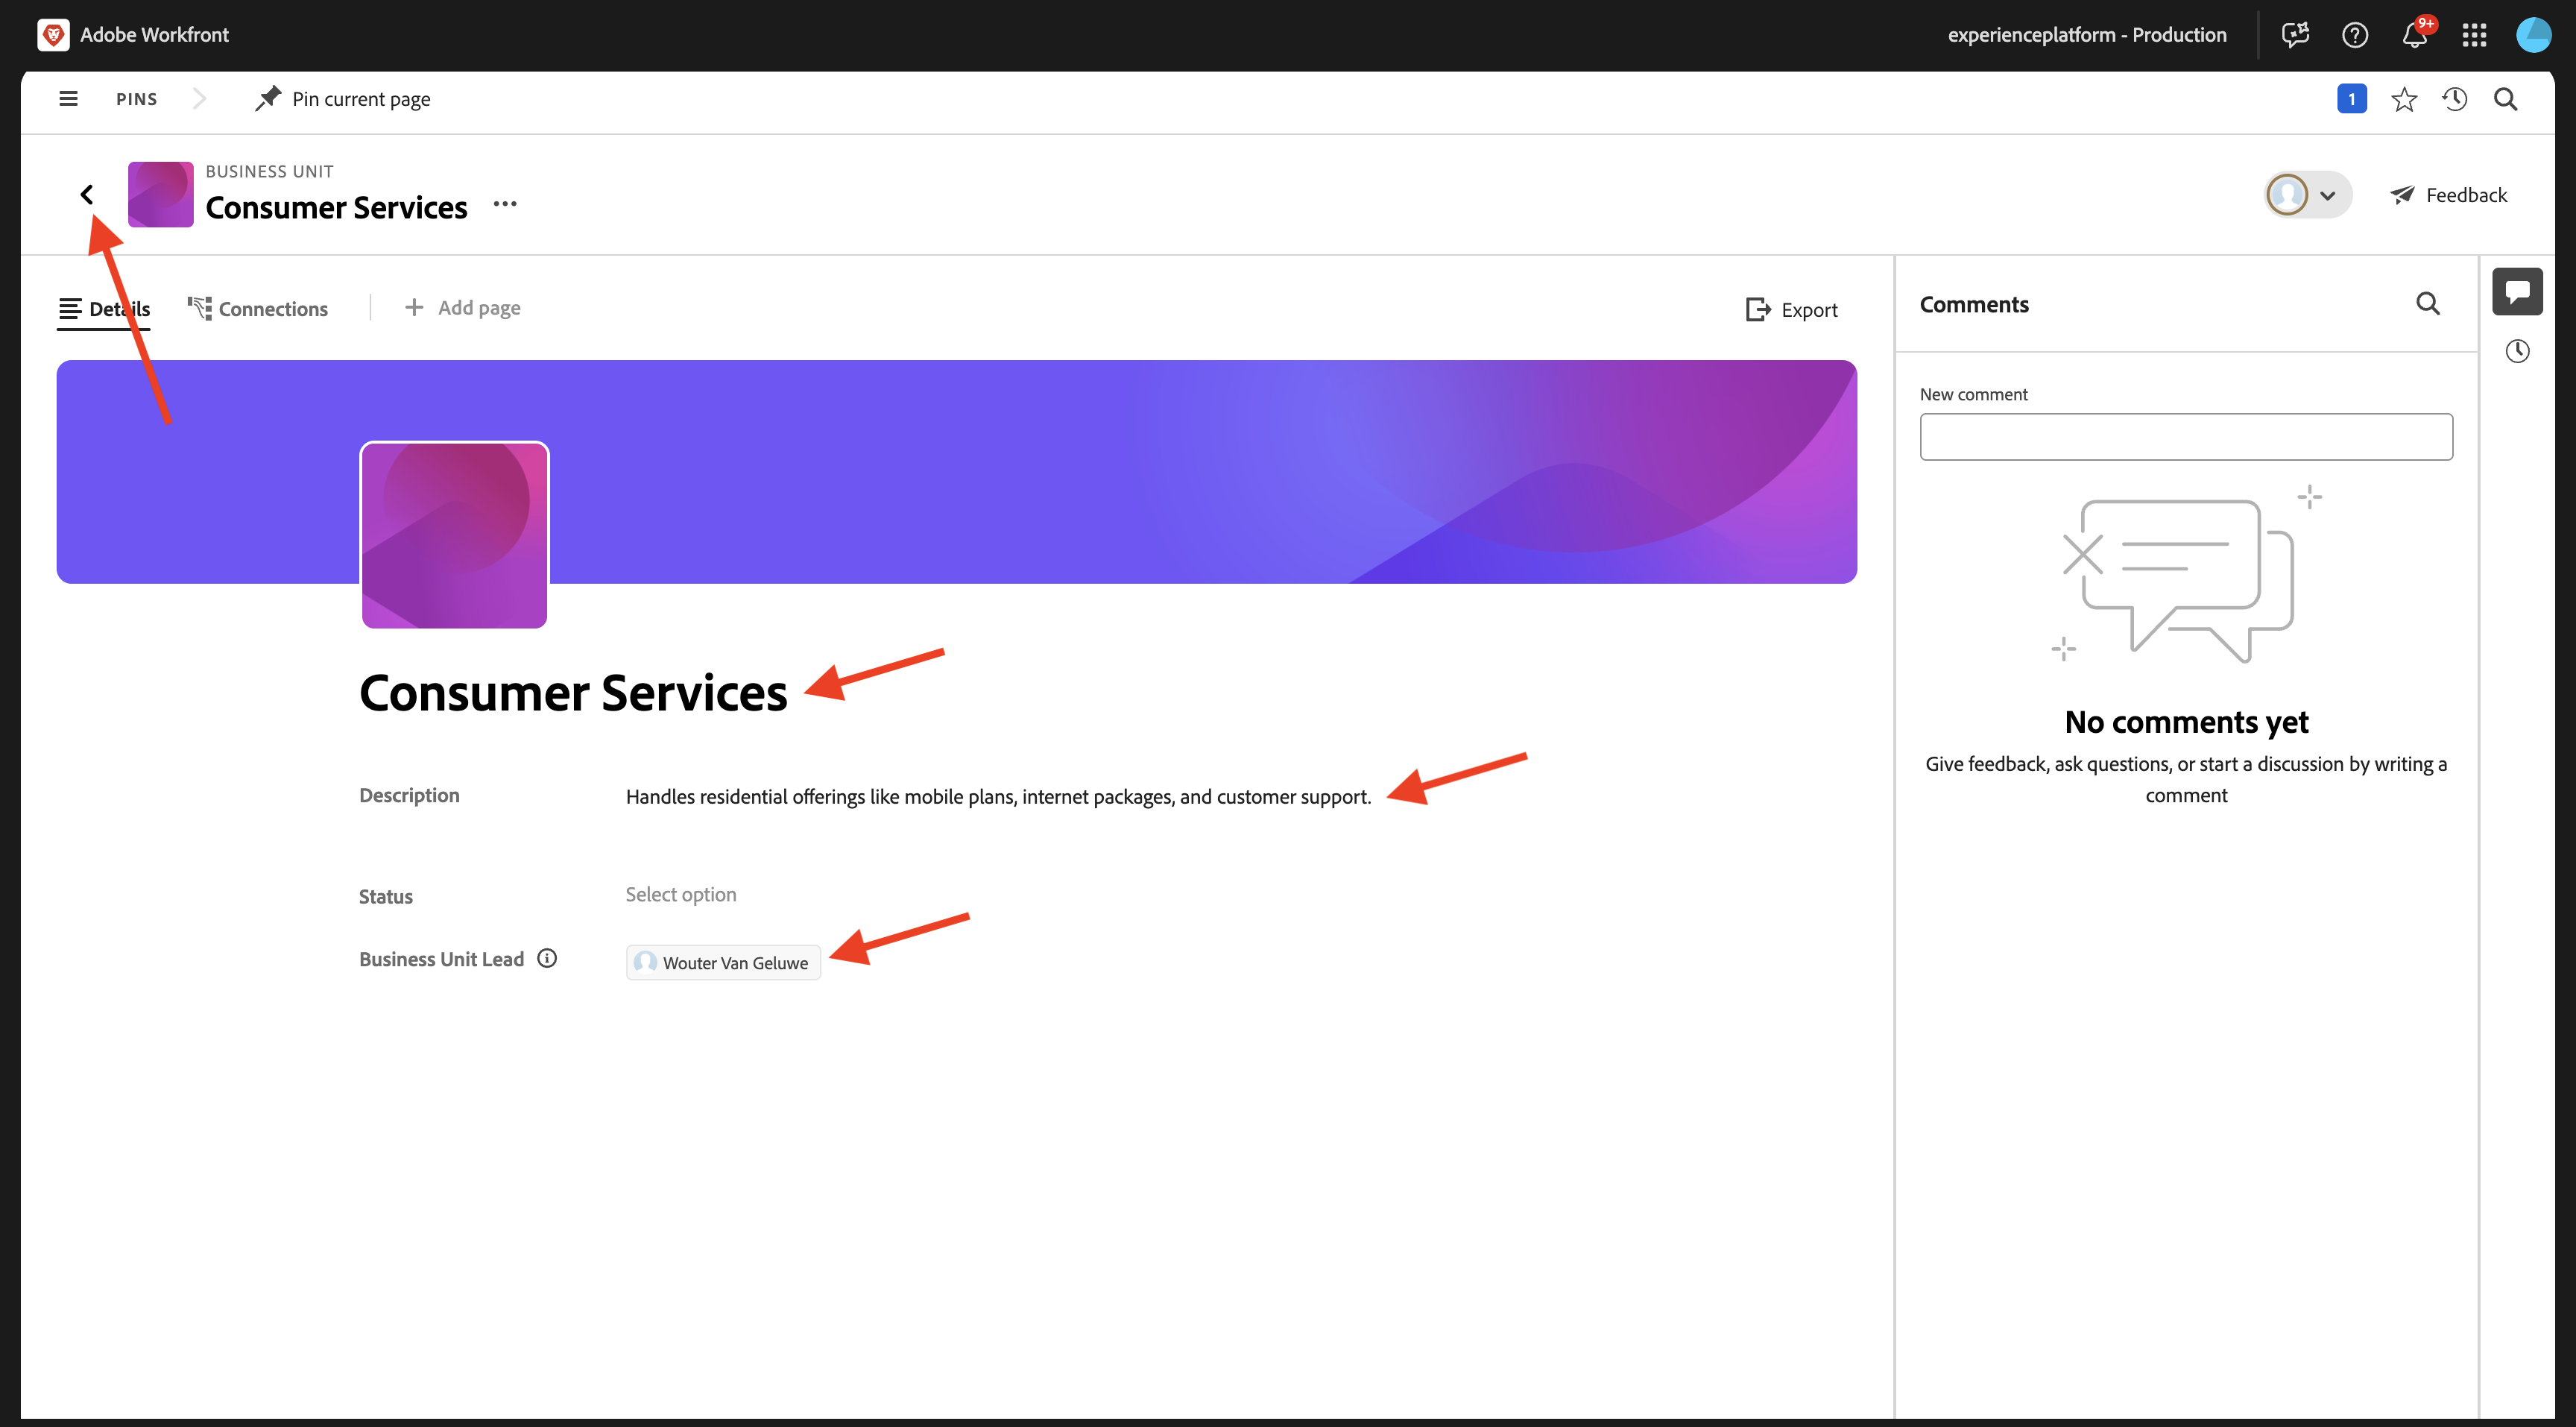 Adobe Workfront
experienceplatform - Production
9+
PINS
Pin current page
1
BUSINESS UNIT
Consumer Services
Feedback
Details
Connections
Add page
Export
Consumer Services
Description
Handles residential offerings like mobile plans, internet packages, and customer support.
Status
Select option
Business Unit Lead
Wouter Van Geluwe
Comments
New comment
No comments yet
Give feedback, ask questions, or start a discussion by writing a
comment